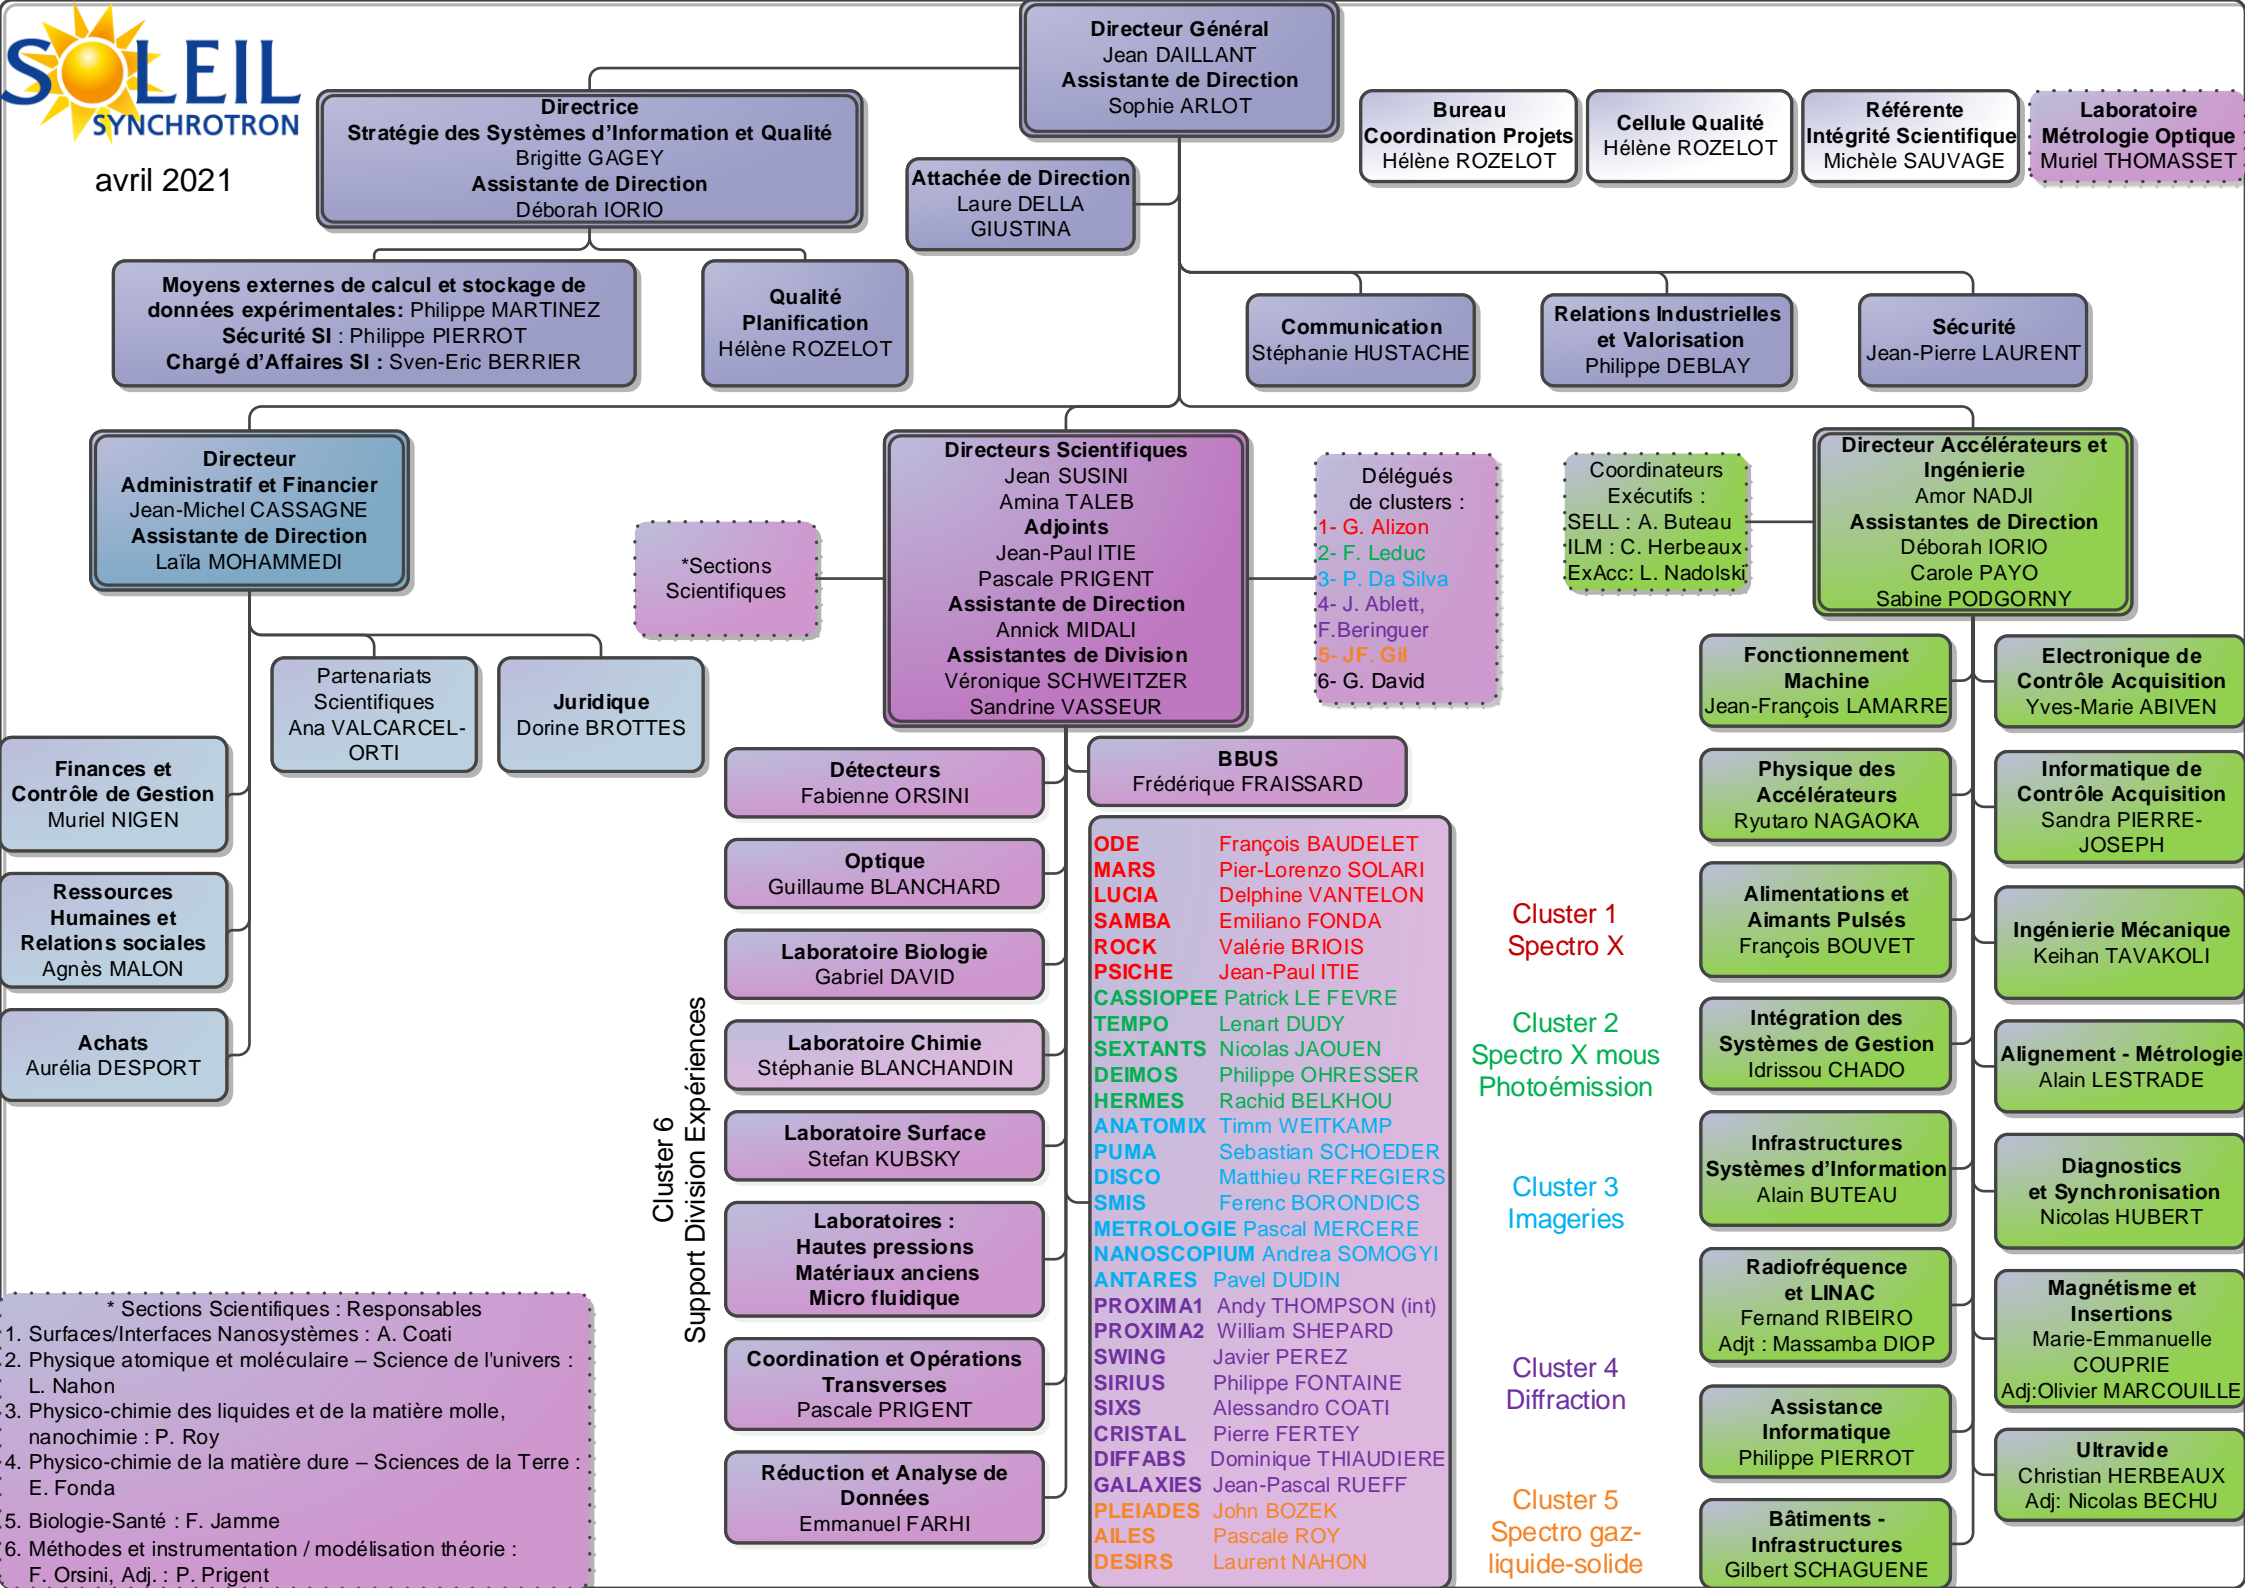 SOLEIL
SYNCHROTRON
avril 2021
Directeur Général
Jean DAILLANT
Assistante de Direction
Sophie ARLOT
Directrice
Stratégie des Systèmes d'Information et Qualité
Brigitte GAGEY
Assistante de Direction
Déborah IORIO
Attachée de Direction
Laure DELLA
GIUSTINA
Bureau
Coordination Projets
Hélène ROZELOT
Cellule Qualité
Hélène ROZELOT
Référente
Intégrité Scientifique
Michèle SAUVAGE
Laboratoire
Métrologie Optique
Muriel THOMASSET
Moyens externes de calcul et stockage de
données expérimentales: Philippe MARTINEZ
Sécurité SI : Philippe PIERROT
Chargé d'Affaires SI : Sven-Eric BERRIER
Qualité
Planification
Hélène ROZELOT
Communication
Stéphanie HUSTACHE
Relations Industrielles
et Valorisation
Philippe DEBLAY
Sécurité
Jean-Pierre LAURENT
Directeur
Administratif et Financier
Jean-Michel CASSAGNE
Assistante de Direction
Laïla MOHAMMEDI
*Sections
Scientifiques
Directeurs Scientifiques
Jean SUSINI
Amina TALEB
Adjoints
Jean-Paul ITIE
Pascale PRIGENT
Assistante de Direction
Annick MIDALI
Assistantes de Division
Véronique SCHWEITZER
Sandrine VASSEUR
Délégués
de clusters :
1- G. Alizon
2- F. Leduc
3- P. Da Silva
4- J. Ablett,
F.Beringuer
5- JF. Gil
6- G. David
Coordinateurs
Exécutifs :
SELL : A. Buteau
ILM : C. Herbeaux
ExAcc: L. Nadolski
Directeur Accélérateurs et
Ingénierie
Amor NADJI
Assistantes de Direction
Déborah IORIO
Carole PAYO
Sabine PODGORNY
Partenariats
Scientifiques
Ana VALCARCEL-
ORTI
Juridique
Dorine BROTTES
Finances et
Contrôle de Gestion
Muriel NIGEN
Ressources
Humaines et
Relations sociales
Agnès MALON
Achats
Aurélia DESPORT
Cluster 6
Support Division Expériences
Détecteurs
Fabienne ORSINI
Optique
Guillaume BLANCHARD
Laboratoire Biologie
Gabriel DAVID
Laboratoire Chimie
Stéphanie BLANCHANDIN
Laboratoire Surface
Stefan KUBSKY
Laboratoires :
Hautes pressions
Matériaux anciens
Micro fluidique
Coordination et Opérations
Transverses
Pascale PRIGENT
Réduction et Analyse de
Données
Emmanuel FARHI
BBUS
Frédérique FRAISSARD
ODE François BAUDELET
MARS Pier-Lorenzo SOLARI
LUCIA Delphine VANTELON
SAMBA Emiliano FONDA
ROCK Valérie BRIOIS
PSICHE Jean-Paul ITIE
CASSIOPEE Patrick LE FEVRE
TEMPO Lenart DUDY
SEXTANTS Nicolas JAOUEN
DEIMOS Philippe OHRESSER
HERMES Rachid BELKHOU
ANATOMIX Timm WEITKAMP
PUMA Sebastian SCHOEDER
DISCO Matthieu REFREGIERS
SMIS Ferenc BORONDICS
METROLOGIE Pascal MERCERE
NANOSCOPIUM Andrea SOMOGYI
ANTARES Pavel DUDIN
PROXIMA1 Andy THOMPSON (int)
PROXIMA2 William SHEPARD
SWING Javier PEREZ
SIRIUS Philippe FONTAINE
SIXS Alessandro COATI
CRISTAL Pierre FERTEY
DIFFABS Dominique THIAUDIERE
GALAXIES Jean-Pascal RUEFF
PLEIADES John BOZEK
AILES Pascale ROY
DESIRS Laurent NAHON
Cluster 1
Spectro X
Cluster 2
Spectro X mous
Photoémission
Cluster 3
Imageries
Cluster 4
Diffraction
Cluster 5
Spectro gaz-
liquide-solide
Fonctionnement
Machine
Jean-François LAMARRE
Physique des
Accélérateurs
Ryutaro NAGAOKA
Alimentations et
Aimants Pulsés
François BOUVET
Intégration des
Systèmes de Gestion
Idrissou CHADO
Infrastructures
Systèmes d'Information
Alain BUTEAU
Radiofréquence
et LINAC
Fernand RIBEIRO
Adjt : Massamba DIOP
Assistance
Informatique
Philippe PIERROT
Bâtiments -
Infrastructures
Gilbert SCHAGUENE
Electronique de
Contrôle Acquisition
Yves-Marie ABIVEN
Informatique de
Contrôle Acquisition
Sandra PIERRE-
JOSEPH
Ingénierie Mécanique
Keihan TAVAKOLI
Alignement - Métrologie
Alain LESTRADE
Diagnostics
et Synchronisation
Nicolas HUBERT
Magnétisme et
Insertions
Marie-Emmanuelle
COUPRIE
Adj:Olivier MARCOUILLE
Ultravide
Christian HERBEAUX
Adj: Nicolas BECHU
* Sections Scientifiques : Responsables
1. Surfaces/Interfaces Nanosystèmes : A. Coati
2. Physique atomique et moléculaire – Science de l'univers :
L. Nahon
3. Physico-chimie des liquides et de la matière molle,
nanochimie : P. Roy
4. Physico-chimie de la matière dure – Sciences de la Terre :
E. Fonda
5. Biologie-Santé : F. Jamme
6. Méthodes et instrumentation / modélisation théorie :
F. Orsini, Adj. : P. Prigent